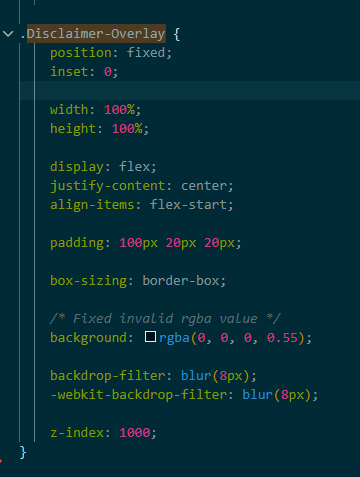 .Disclaimer-Overlay {
position: fixed;
inset: 0;
width: 100%;
height: 100%;
display: flex;
justify-content: center;
align-items: flex-start;
padding: 100px 20px 20px;
box-sizing: border-box;
/* Fixed invalid rgba value */
background: rgba(0, 0, 0, 0.55);
backdrop-filter: blur(8px);
-webkit-backdrop-filter: blur(8px);
z-index: 1000;
}